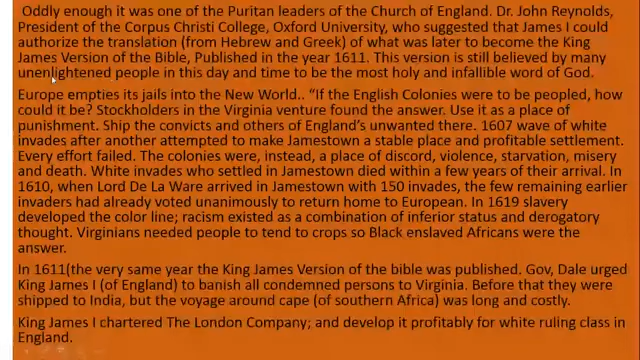 Oddly enough it was one of the Puritan leaders of the Church of England. Dr. John Reynolds,
President of the Corpus Christi College, Oxford University, who suggested that James I could
authorize the translation (from Hebrew and Greek) of what was later to become the King
James Version of the Bible, Published in the year 1611. This version is still believed by many
unenlightened people in this day and time to be the most holy and infallible word of God.
Europe empties its jails into the New World.. “If the English Colonies were to be peopled, how
could it be? Stockholders in the Virginia venture found the answer. Use it as a place of
punishment. Ship the convicts and others of England’s unwanted there. 1607 wave of white
invades after another attempted to make Jamestown a stable place and profitable settlement.
Every effort failed. The colonies were, instead, a place of discord, violence, starvation, misery
and death. White invades who settled in Jamestown died within a few years of their arrival. In
1610, when Lord De La Ware arrived in Jamestown with 150 invades, the few remaining earlier
invaders had already voted unanimously to return home to European. In 1619 slavery
developed the color line; racism existed as a combination of inferior status and derogatory
thought. Virginians needed people to tend to crops so Black enslaved Africans were the
answer.
In 1611(the very same year the King James Version of the bible was published. Gov, Dale urged
King James I (of England) to banish all condemned persons to Virginia. Before that they were
shipped to India, but the voyage around cape (of southern Africa) was long and costly.
King James I chartered The London Company; and develop it profitably for white ruling class in
England.